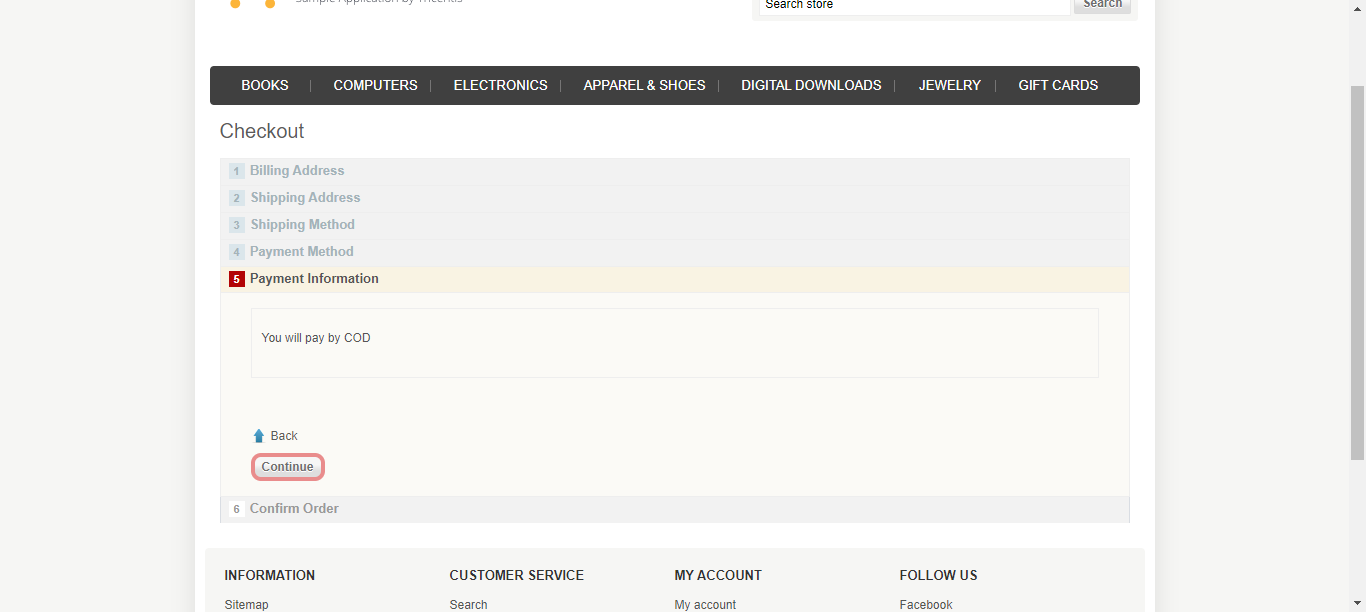 Sample Application by Tricentis
Search store
Search
BOOKS
COMPUTERS
ELECTRONICS
APPAREL & SHOES
DIGITAL DOWNLOADS
JEWELRY
GIFT CARDS
Checkout
1 Billing Address
2 Shipping Address
3 Shipping Method
4 Payment Method
5 Payment Information
You will pay by COD
Back
Continue
6 Confirm Order
INFORMATION
Sitemap
CUSTOMER SERVICE
Search
MY ACCOUNT
My account
FOLLOW US
Facebook